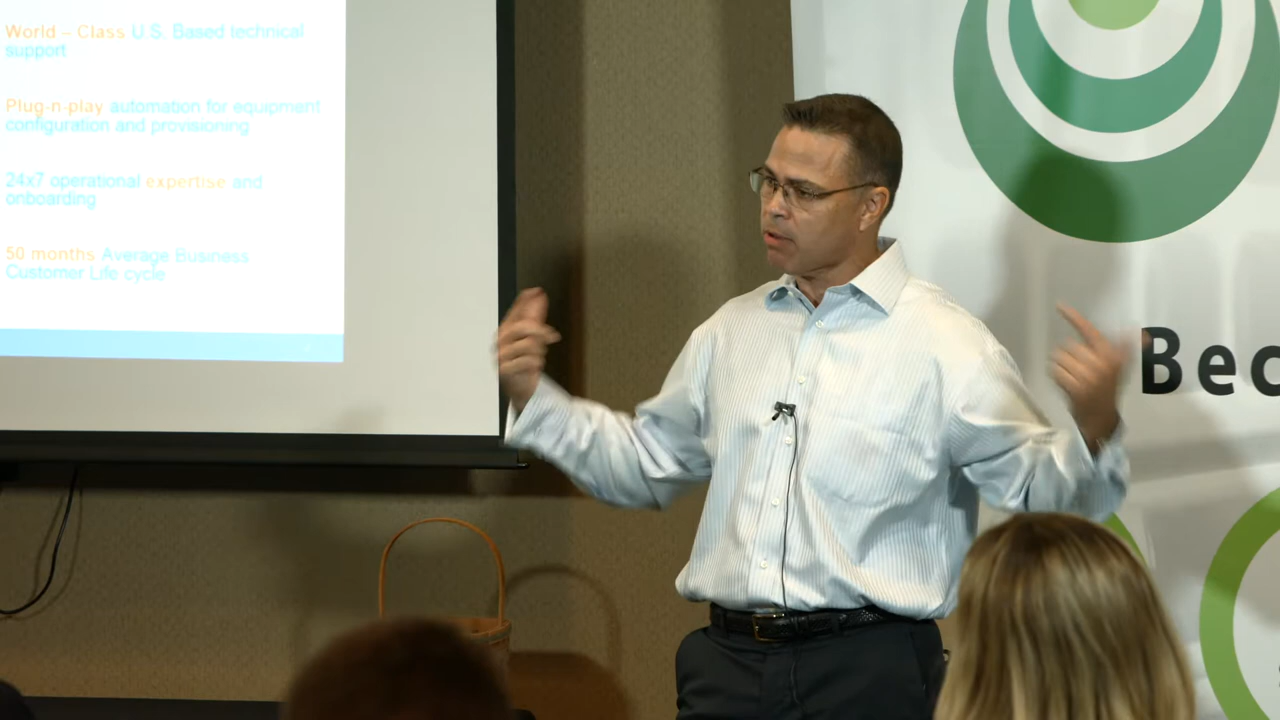 World – Class U.S. Based technical
support
Plug-n-play automation for equipment
configuration and provisioning
24x7 operational expertise and
onboarding
50 months Average Business
Customer Life cycle
Bec